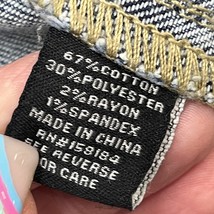 67%COTTON
30%POLYESTER
2%RAYON
1%SPANDEX
MADE IN CHINA
RN#159184
SEE REVERSE
FOR CARE